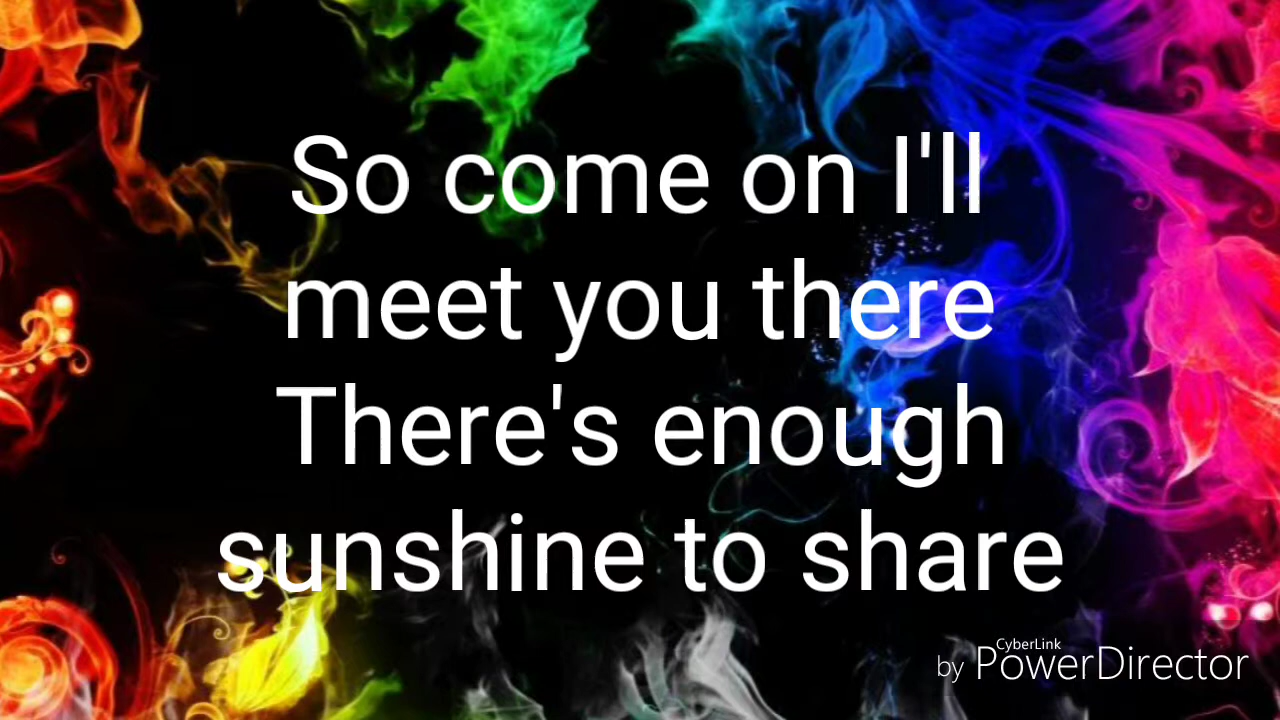 So come on I'll
meet you there
There's enough
sunshine to share
CyberLink
by PowerDirector